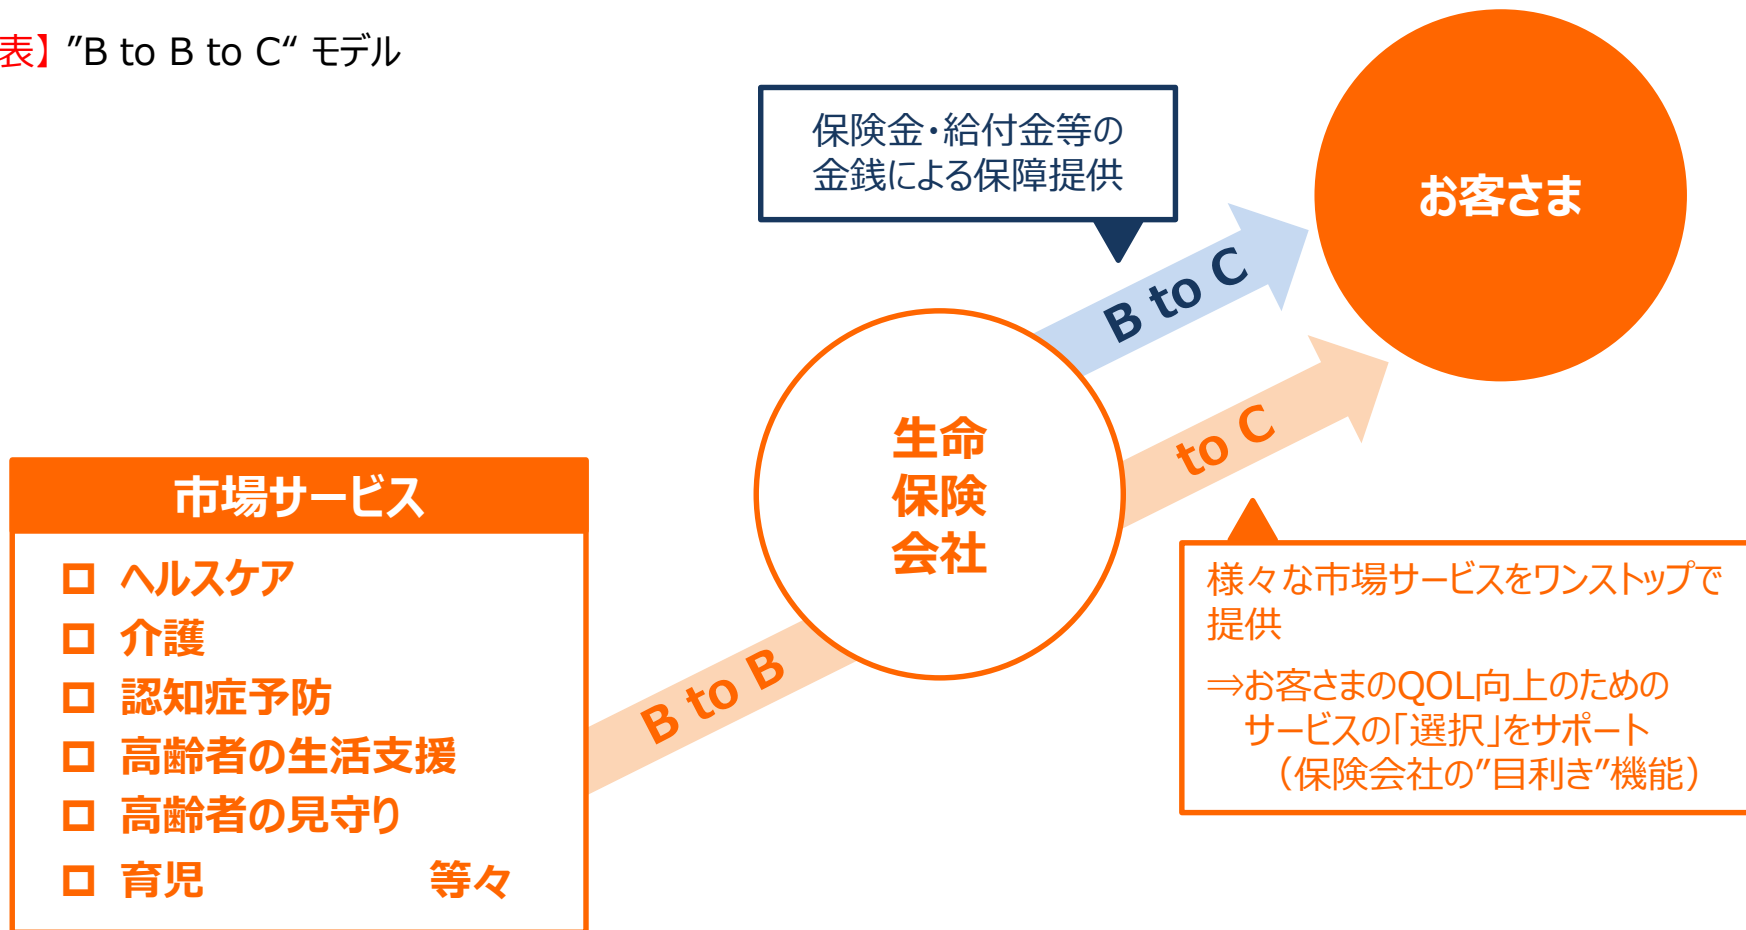 表】 ”B to B to C“ モデル
保険金・給付金等の
金銭による保障提供
お客さま
B to C
生命
保険
会社
to C
市場サービス
ヘルスケア
介護
認知症予防
高齢者の生活支援
高齢者の見守り
育児 等々
B to B
様々な市場サービスをワンストップで
提供
⇒お客さまのQOL向上のための
サービスの「選択」をサポート
（保険会社の”目利き”機能）